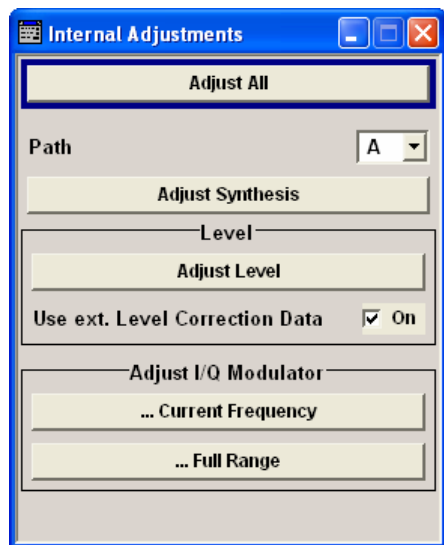 Internal Adjustments
Adjust All
Path A
Adjust Synthesis
Level
Adjust Level
Use ext. Level Correction Data On
Adjust I/Q Modulator
... Current Frequency
... Full Range